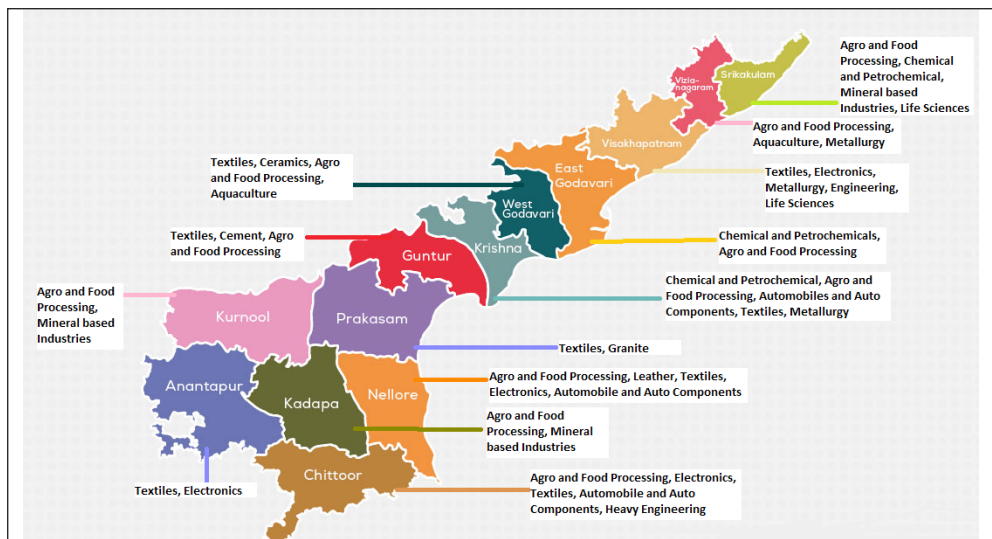 Agro and Food
Processing, Chemical
and Petrochemical,
Mineral based
Industries, Life Sciences
Srikakulam
Vizia-
nagaram
Agro and Food Processing,
Aquaculture, Metallurgy
Visakhapatnam
Textiles, Ceramics, Agro
and Food Processing,
Aquaculture
East
Godavari
Textiles, Electronics,
Metallurgy, Engineering,
Life Sciences
West
Godavari
Textiles, Cement, Agro
and Food Processing
Krishna
Chemical and Petrochemicals,
Agro and Food Processing
Guntur
Chemical and Petrochemical, Agro
and Food Processing, Automobiles and Auto
Components, Textiles, Metallurgy
Agro and Food
Processing,
Mineral based
Industries
Kurnool
Prakasam
Textiles, Granite
Anantapur
Kadapa
Nellore
Agro and Food Processing, Leather, Textiles,
Electronics, Automobile and Auto Components
Agro and Food
Processing, Mineral
based Industries
Chittoor
Textiles, Electronics
Agro and Food Processing, Electronics,
Textiles, Automobile and Auto
Components, Heavy Engineering